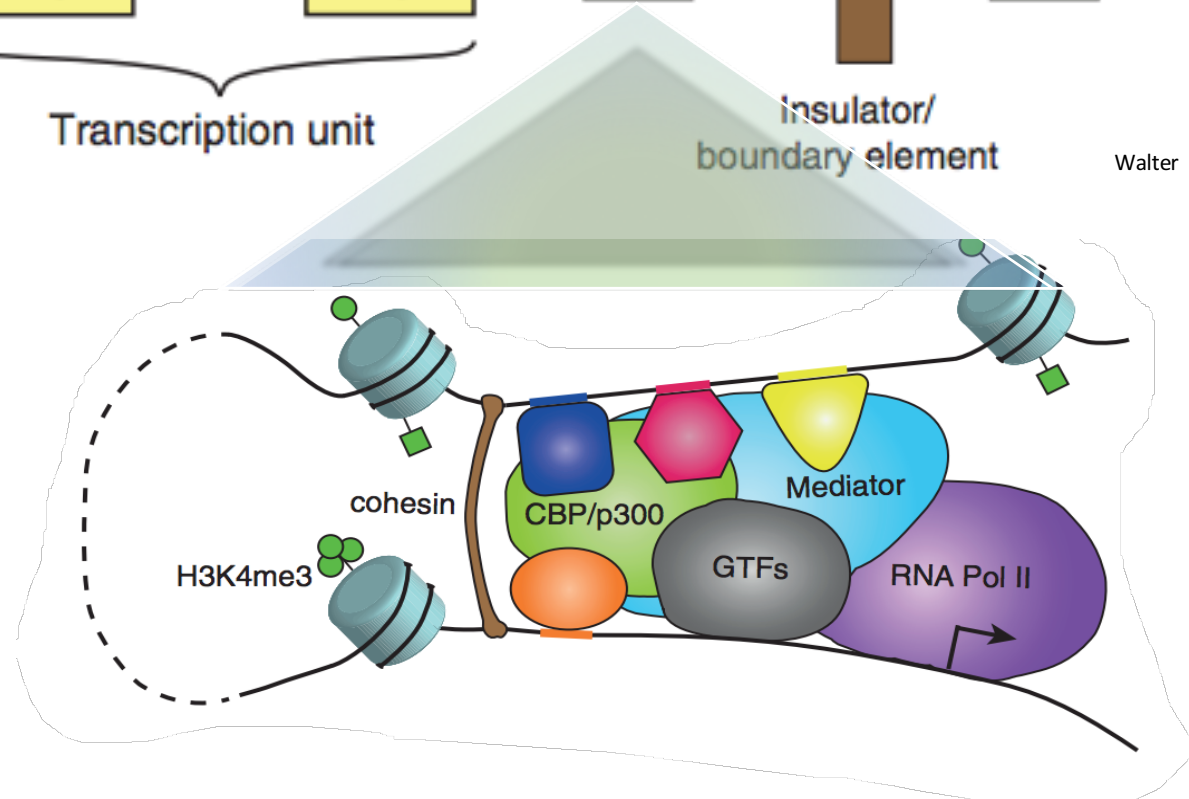 Transcription unit
Insulator/
boundary element
Walter
cohesin
CBP/p300
Mediator
H3K4me3
GTFs
RNA Pol II